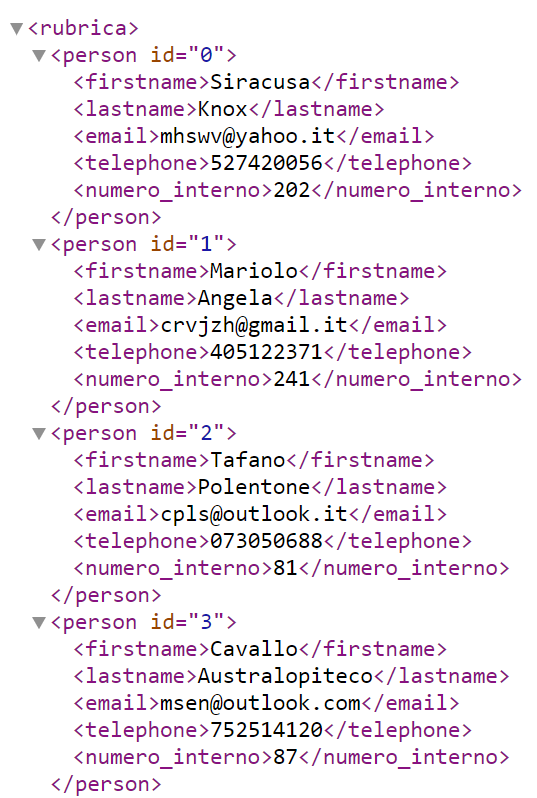 <rubrica>
<person id="0">
<firstname>Siracusa</firstname>
<lastname>Knox</lastname>
<email>mhswv@yahoo.it</email>
<telephone>527420056</telephone>
<numero_interno>202</numero_interno>
</person>
<person id="1">
<firstname>Mariolo</firstname>
<lastname>Angela</lastname>
<email>crvjzh@gmail.it</email>
<telephone>405122371</telephone>
<numero_interno>241</numero_interno>
</person>
<person id="2">
<firstname>Tafano</firstname>
<lastname>Polentone</lastname>
<email>cpls@outlook.it</email>
<telephone>073050688</telephone>
<numero_interno>81</numero_interno>
</person>
<person id="3">
<firstname>Cavallo</firstname>
<lastname>Australopiteco</lastname>
<email>msen@outlook.com</email>
<telephone>752514120</telephone>
<numero_interno>87</numero_interno>
</person>